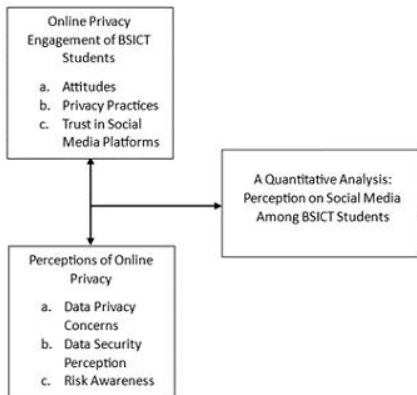 Online Privacy
Engagement of BSICT
Students
a. Attitudes
b. Privacy Practices
c. Trust in Social
Media Platforms
A Quantitative Analysis:
Perception on Social Media
Among BSICT Students
Perceptions of Online
Privacy
a. Data Privacy
Concerns
b. Data Security
Perception
c. Risk Awareness